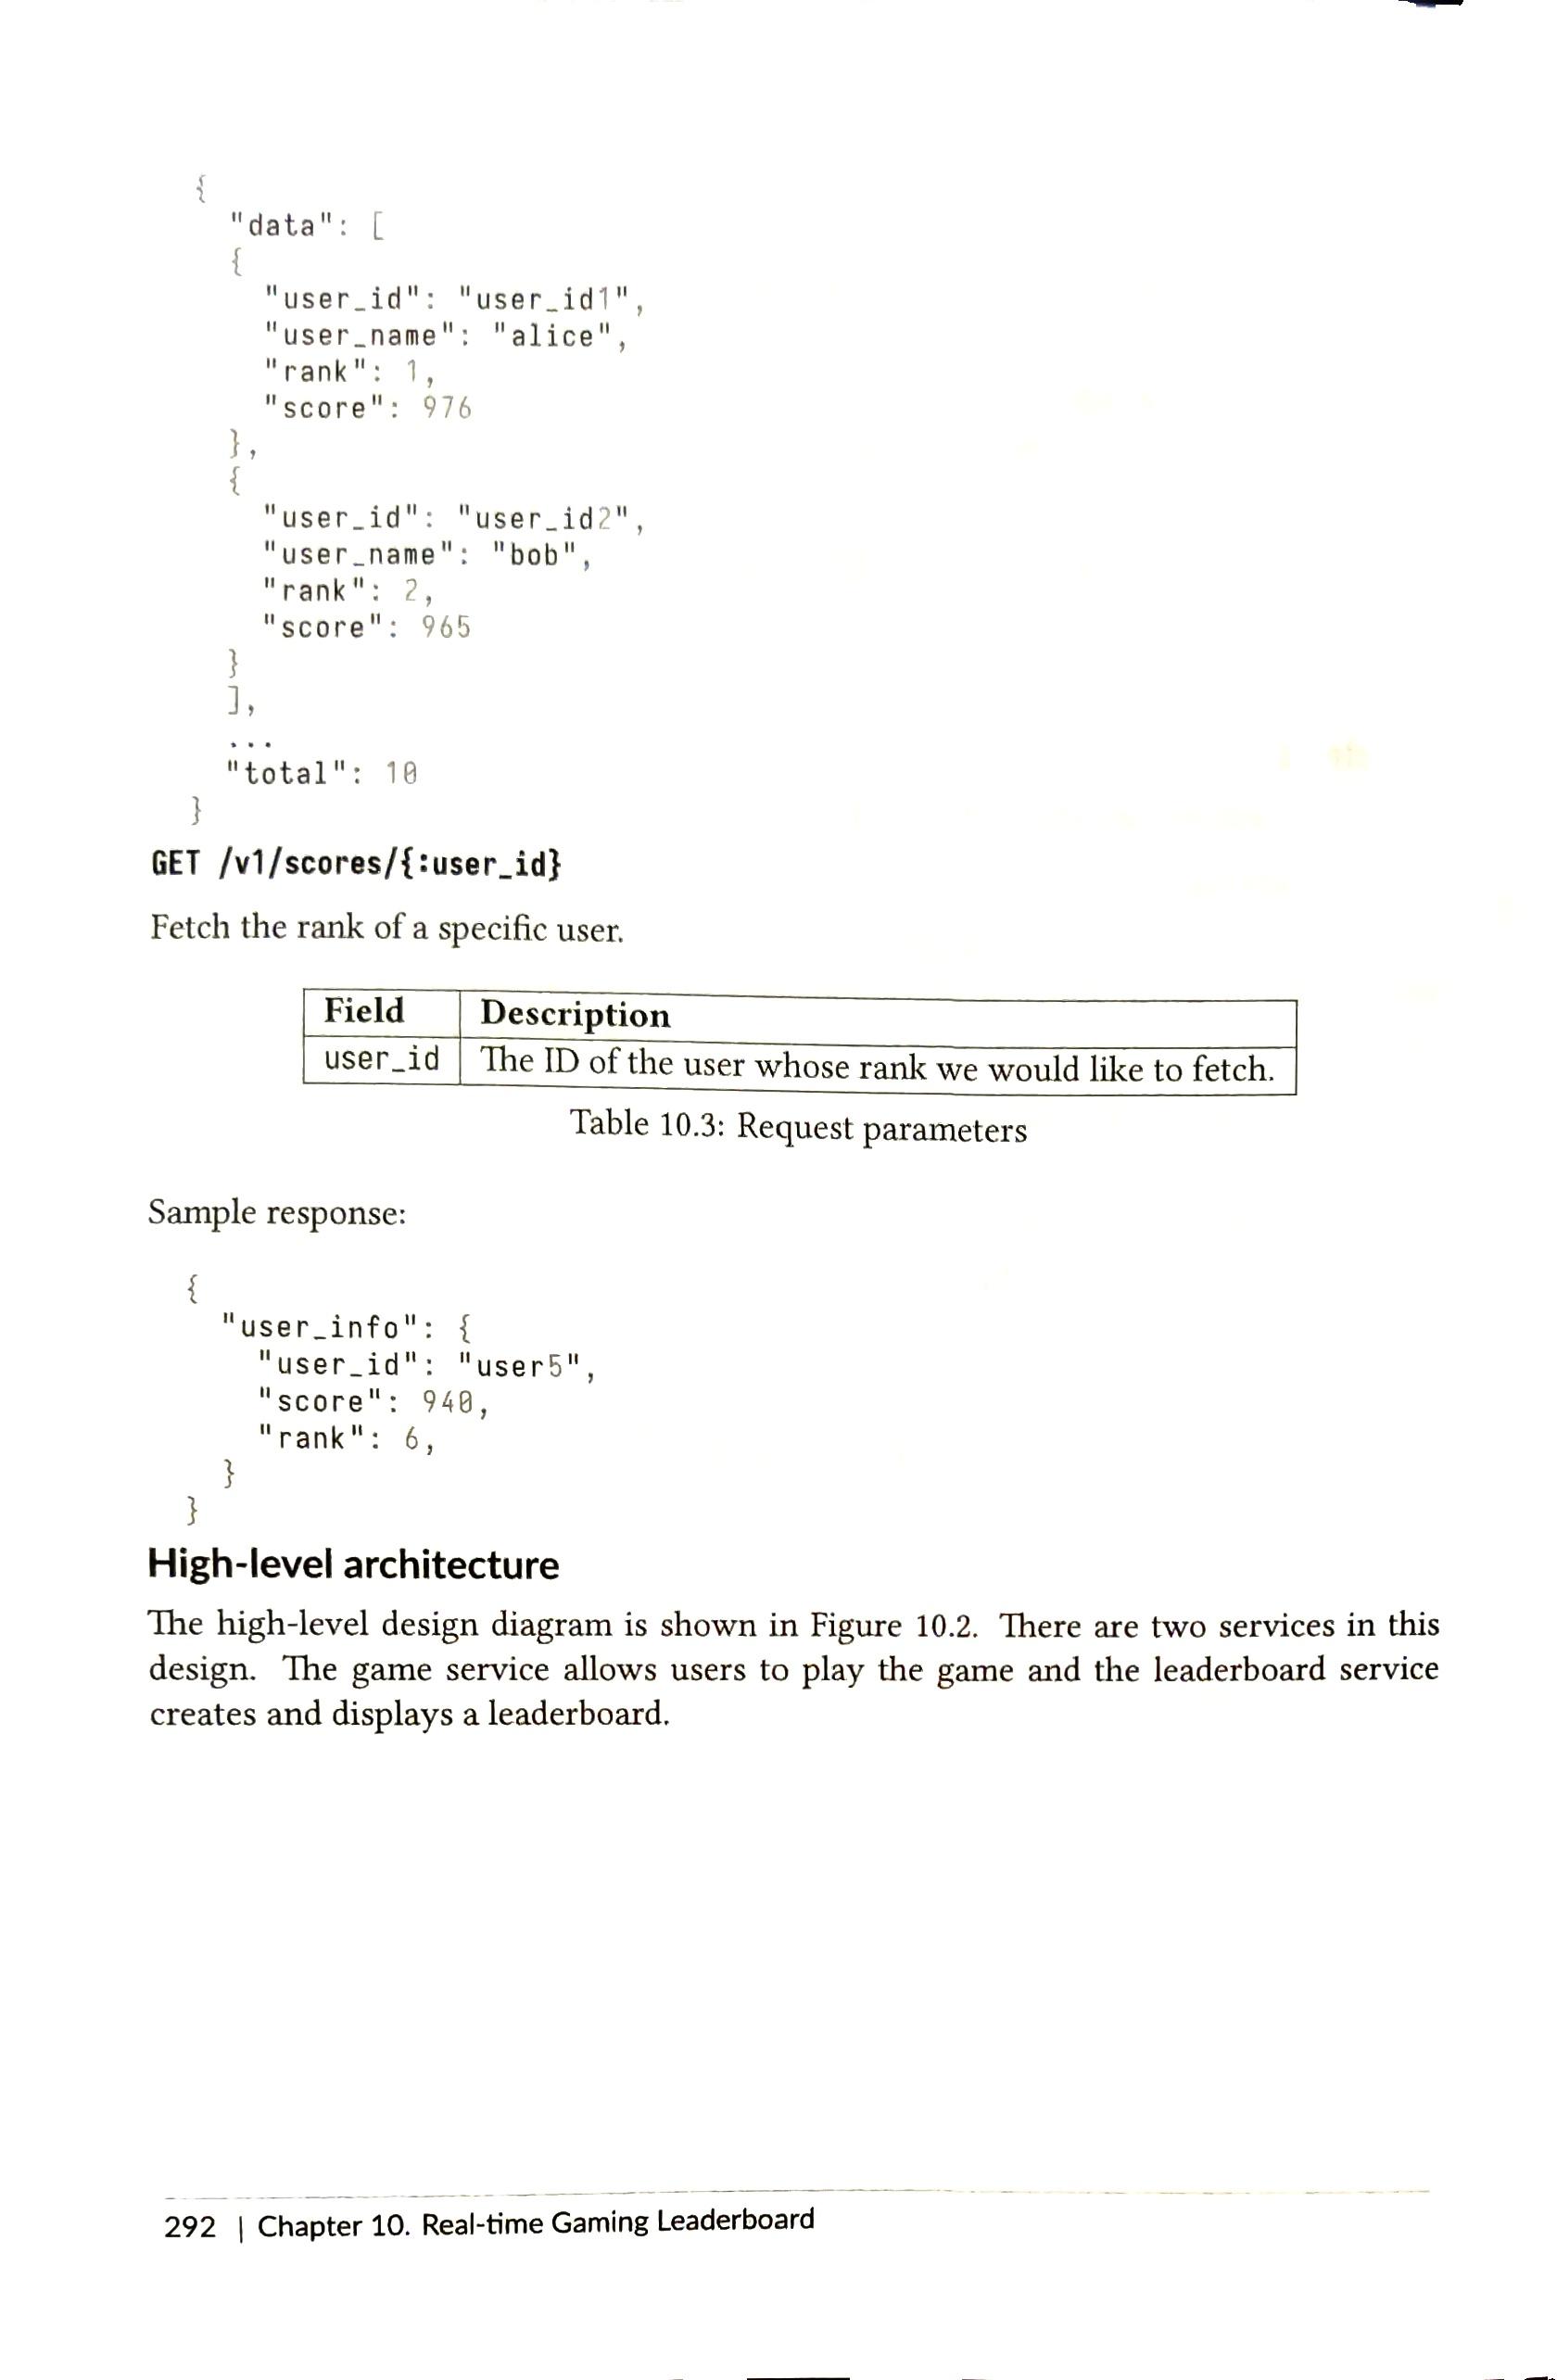 {
"data": [
{
"user_id": "user_id1",
"user_name": "alice",
"rank": 1,
"score": 976
},
{
"user_id": "user_id2",
"user_name": "bob",
"rank": 2,
"score": 965
}
],
...
"total": 10
}
GET /v1/scores/{:user_id}
Fetch the rank of a specific user.
Field Description
user_id The ID of the user whose rank we would like to fetch.
Table 10.3: Request parameters
Sample response:
{
"user_info": {
"user_id": "user5",
"score": 940,
"rank": 6,
}
}
High-level architecture
The high-level design diagram is shown in Figure 10.2. There are two services in this
design. The game service allows users to play the game and the leaderboard service
creates and displays a leaderboard.
292 | Chapter 10. Real-time Gaming Leaderboard